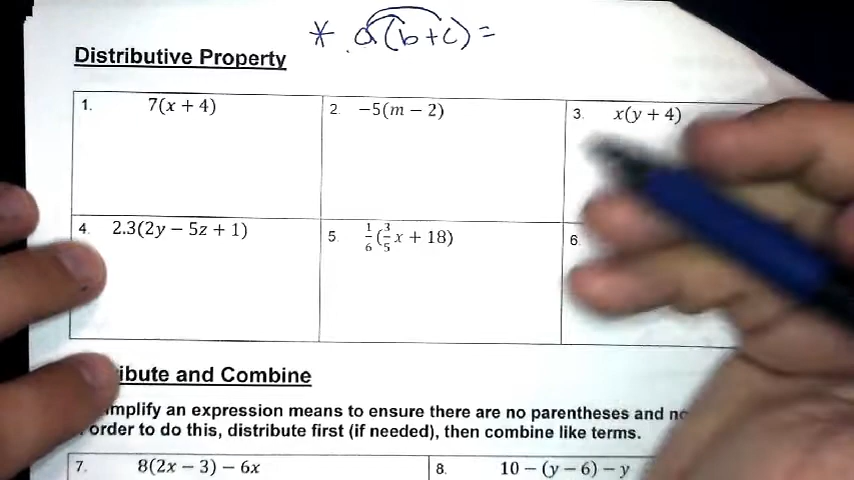 * a(b+c) =
Distributive Property
1. 7(x + 4)
2. −5(m − 2)
3. x(y + 4)
4. 2.3(2y − 5z + 1)
5. 1/6(3/5x + 18)
6.
ibute and Combine
implify an expression means to ensure there are no parentheses and
order to do this, distribute first (if needed), then combine like terms.
7. 8(2x − 3) − 6x
8. 10 − (y − 6) − y